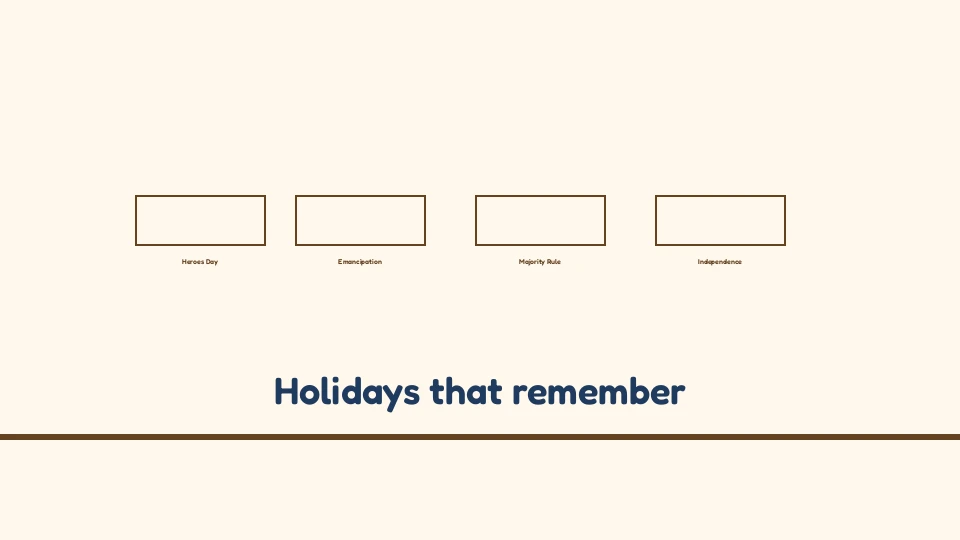 Heroes Day
Emancipation
Majority Rule
Independence
Holidays that remember